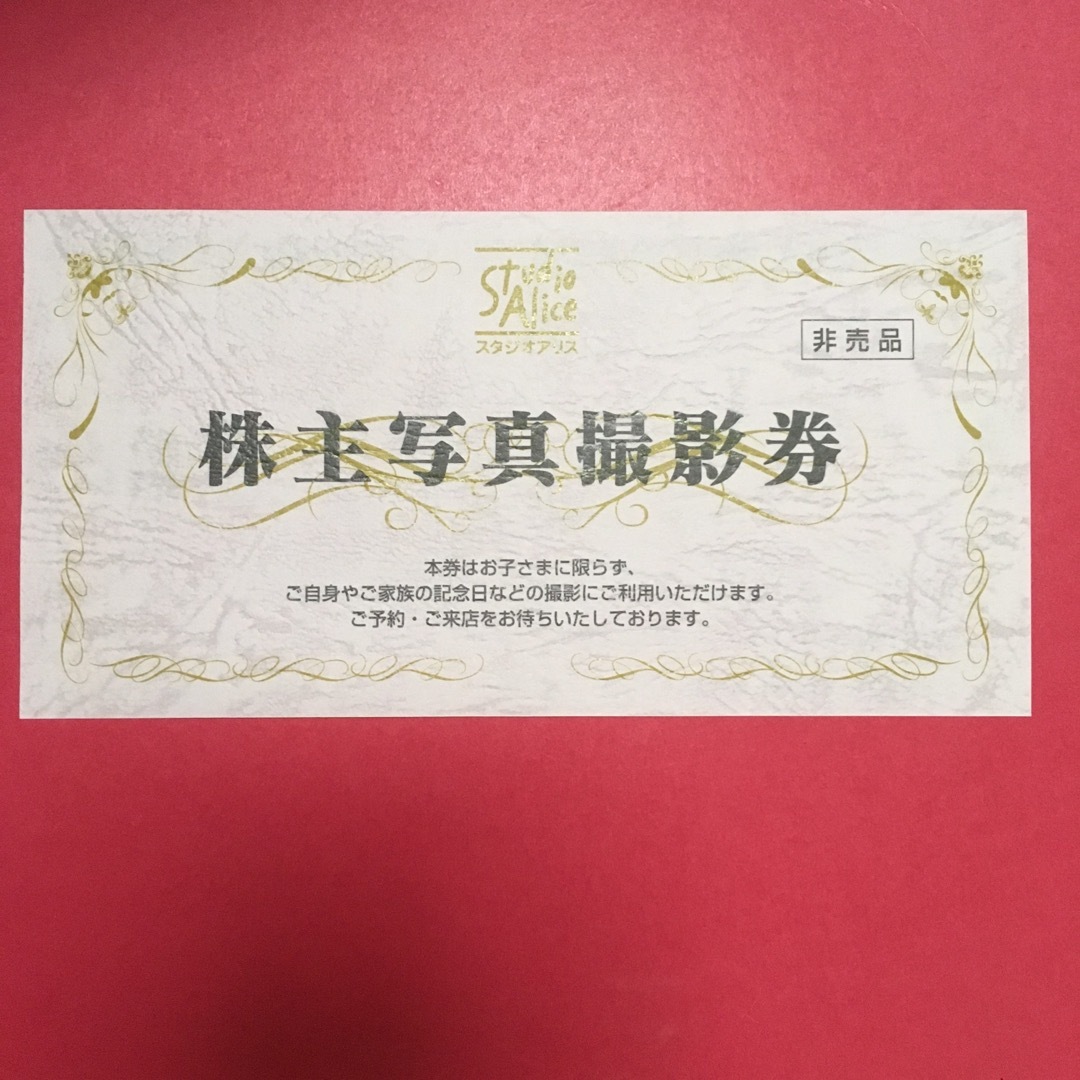 Studio
Alice
スタジオアリス
非売品
株主写真撮影券
本券はお子さまに限らず、
ご自身やご家族の記念日などの撮影にご利用いただけます。
ご予約・ご来店をお待ちいたしております。